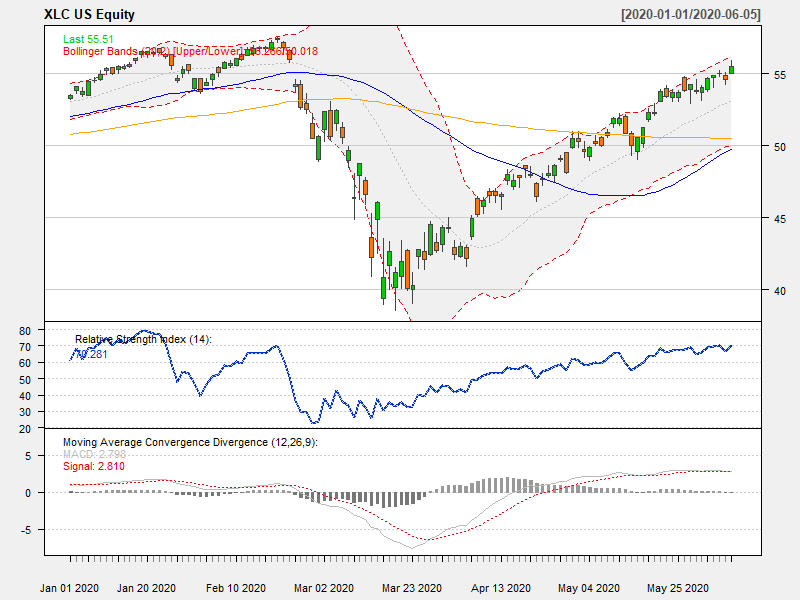 XLC US Equity
[2020-01-01/2020-06-05]
Last 55.51
Bollinger Bands (20,2) [Upper/Lower]: 50.018
55
50
45
40
Relative Strength Index (14):
70.281
80
70
60
50
40
30
20
Moving Average Convergence Divergence (12,26,9):
MACD: 2.798
Signal: 2.810
5
0
-5
Jan 01 2020
Jan 20 2020
Feb 10 2020
Mar 02 2020
Mar 23 2020
Apr 13 2020
May 04 2020
May 25 2020